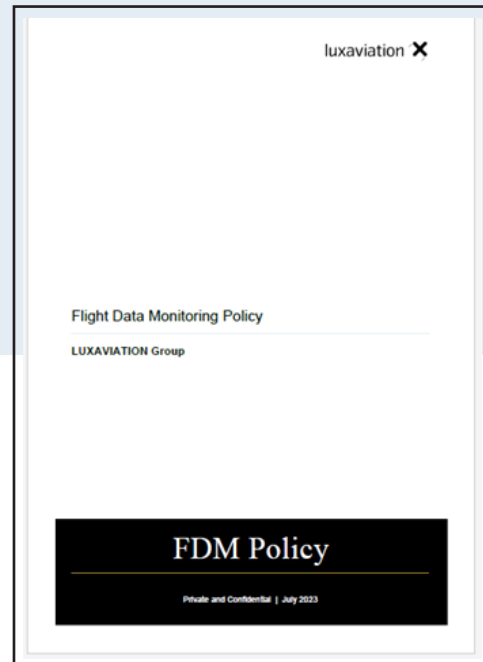 luxaviation
Flight Data Monitoring Policy
LUXAVIATION Group
FDM Policy
Private and Confidential | July 2023